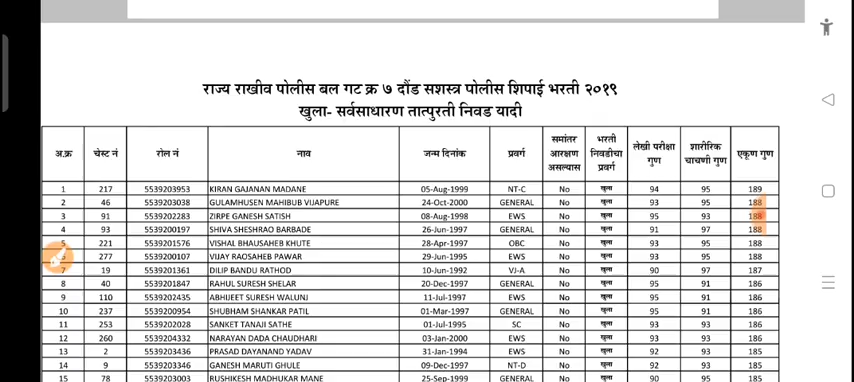 राज्य राखीव पोलीस बल गट क्र ७ दौंड सशस्त्र पोलीस शिपाई भरती २०१९
खुला- सर्वसाधारण तात्पुरती निवड यादी
अ.क्र चेस्ट नं रोल नं नाव जन्म दिनांक प्रवर्ग समांतर आरक्षण असल्यास भरती निवडीचा प्रवर्ग लेखी परीक्षा गुण शारीरिक चाचणी गुण एकूण गुण
1 217 5539203953 KIRAN GAJANAN MADANE 05-Aug-1999 NT-C No खुला 94 95 189
2 46 5539203038 GULAMHUSEN MAHIBUB VIJAPURE 24-Oct-2000 GENERAL No खुला 93 95 188
3 91 5539202283 ZIRPE GANESH SATISH 08-Aug-1998 EWS No खुला 95 93 188
4 93 5539200197 SHIVA SHESHRAO BARBADE 26-Jun-1997 GENERAL No खुला 91 97 188
5 221 5539201576 VISHAL BHAUSAHEB KHUTE 28-Apr-1997 OBC No खुला 93 95 188
277 5539200107 VIJAY RAOSAHEB PAWAR 29-Jun-1995 EWS No खुला 93 95 188
7 19 5539201361 DILIP BANDU RATHOD 10-Jun-1992 VJ-A No खुला 90 97 187
8 40 5539201847 RAHUL SURESH SHELAR 20-Dec-1997 GENERAL No खुला 95 91 186
9 110 5539202435 ABHIJEET SURESH WALUNJ 11-Jul-1997 EWS No खुला 95 91 186
10 237 5539200954 SHUBHAM SHANKAR PATIL 01-Mar-1997 GENERAL No खुला 95 91 186
11 253 5539202028 SANKET TANAJI SATHE 01-Jul-1995 SC No खुला 93 93 186
12 260 5539204332 NARAYAN DADA CHAUDHARI 03-Jan-2000 EWS No खुला 93 93 186
13 2 5539203436 PRASAD DAYANAND YADAV 31-Jan-1994 EWS No खुला 92 93 185
14 9 5539203346 GANESH MARUTI GHULE 09-Dec-1997 NT-D No खुला 92 93 185
15 78 5539203003 RUSHIKESH MADHUKAR MANE 25-Sep-1999 GENERAL No खुला 90 95 185